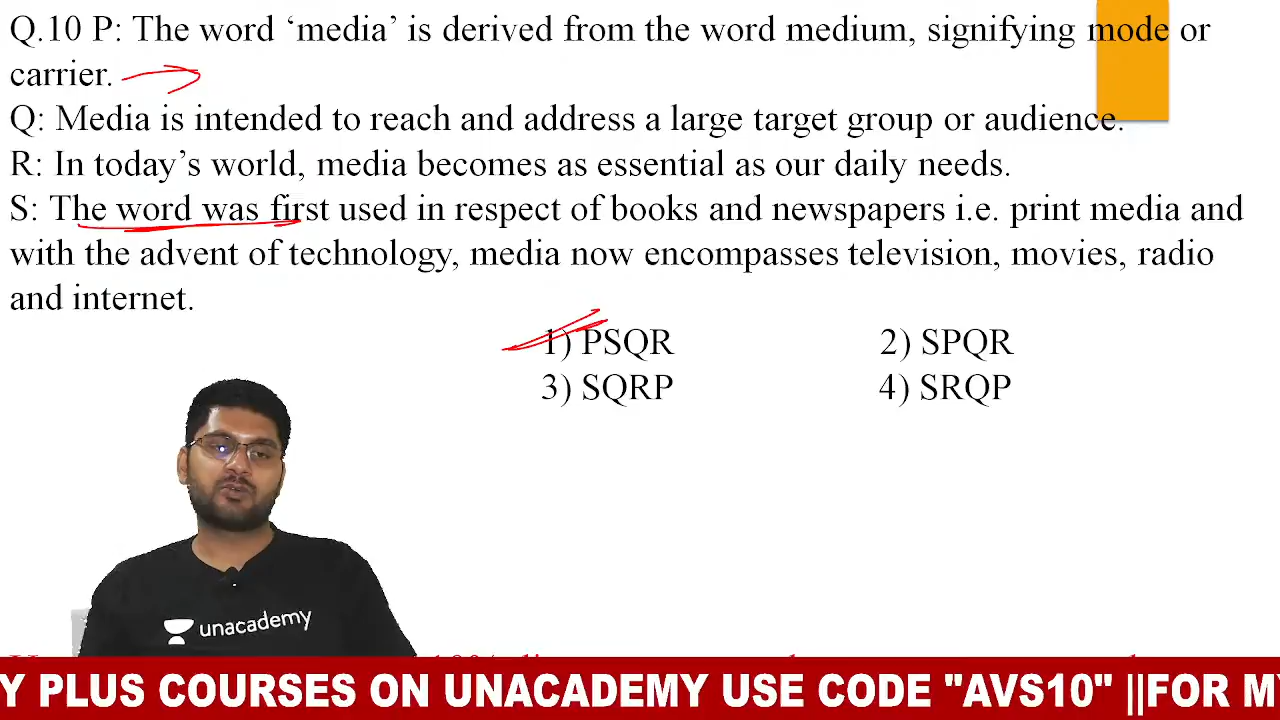 Q.10 P: The word ‘media’ is derived from the word medium, signifying mode or
carrier.
Q: Media is intended to reach and address a large target group or audience.
R: In today’s world, media becomes as essential as our daily needs.
S: The word was first used in respect of books and newspapers i.e. print media and
with the advent of technology, media now encompasses television, movies, radio
and internet.
1) PSQR 2) SPQR
3) SQRP 4) SRQP
unacademy
Y PLUS COURSES ON UNACADEMY USE CODE "AVS10" ||FOR MY